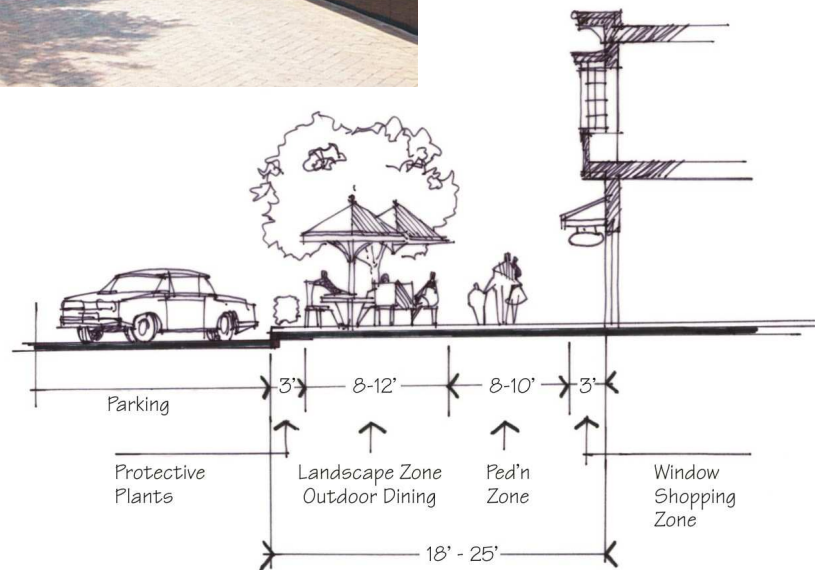 3’
8-12’
8-10’
3’
Parking
Protective
Plants
Landscape Zone
Outdoor Dining
Ped’n
Zone
Window
Shopping
Zone
18’ - 25’